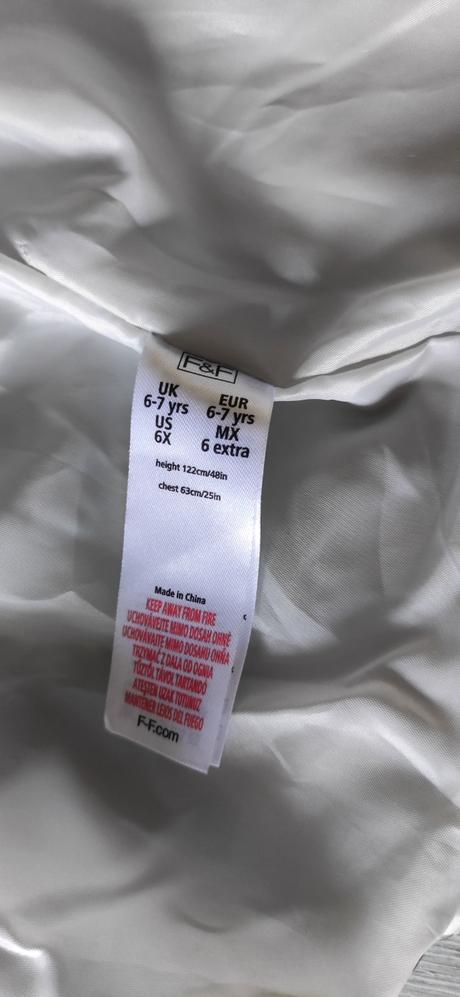 F&F
UK EUR
6-7 yrs 6-7 yrs
US MX
6X 6 extra
height 122cm/48in
chest 63cm/25in
Made in China
KEEP AWAY FROM FIRE
UCHOVÁVEJTE MIMO DOSAH OHNĚ
UCHOVÁVAJTE MIMO DOSAHU OHŇA
TRZYMAĆ Z DALA OD OGNIA
TŰZTŐL TÁVOL TARTANDÓ
ATEŞTEN UZAK TUTUNUZ
MANTENER LEJOS DEL FUEGO
F-F.com